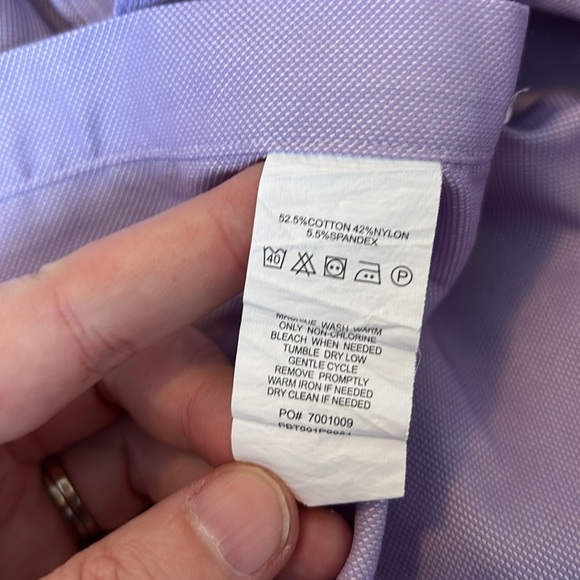 52.5%COTTON 42%NYLON
5.5%SPANDEX
40 P
MACHINE WASH WARM
ONLY NON-CHLORINE
BLEACH WHEN NEEDED
TUMBLE DRY LOW
GENTLE CYCLE
REMOVE PROMPTLY
WARM IRON IF NEEDED
DRY CLEAN IF NEEDED
PO# 7001009